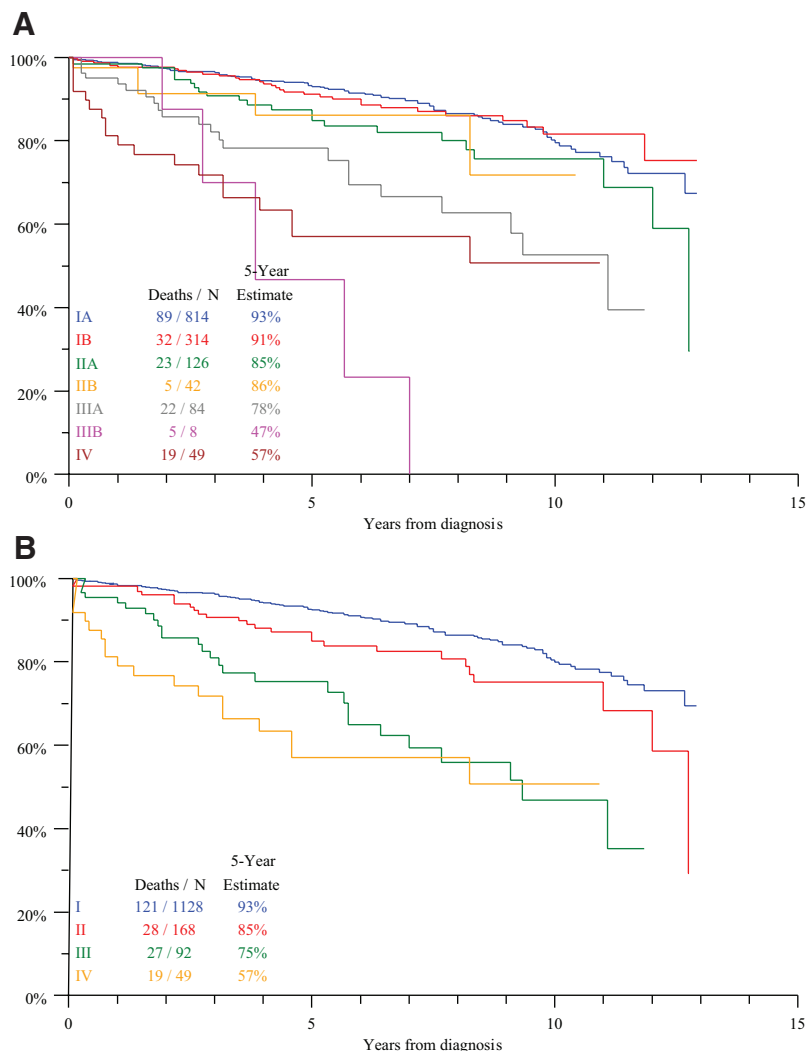 A
100%
80%
60%
40%
20%
0%
5-Year
Deaths / N Estimate
IA 89 / 814 93%
IB 32 / 314 91%
IIA 23 / 126 85%
IIB 5 / 42 86%
IIIA 22 / 84 78%
IIIB 5 / 8 47%
IV 19 / 49 57%
0 5 10 15
Years from diagnosis
B
100%
80%
60%
40%
20%
0%
5-Year
Deaths / N Estimate
I 121 / 1128 93%
II 28 / 168 85%
III 27 / 92 75%
IV 19 / 49 57%
0 5 10 15
Years from diagnosis